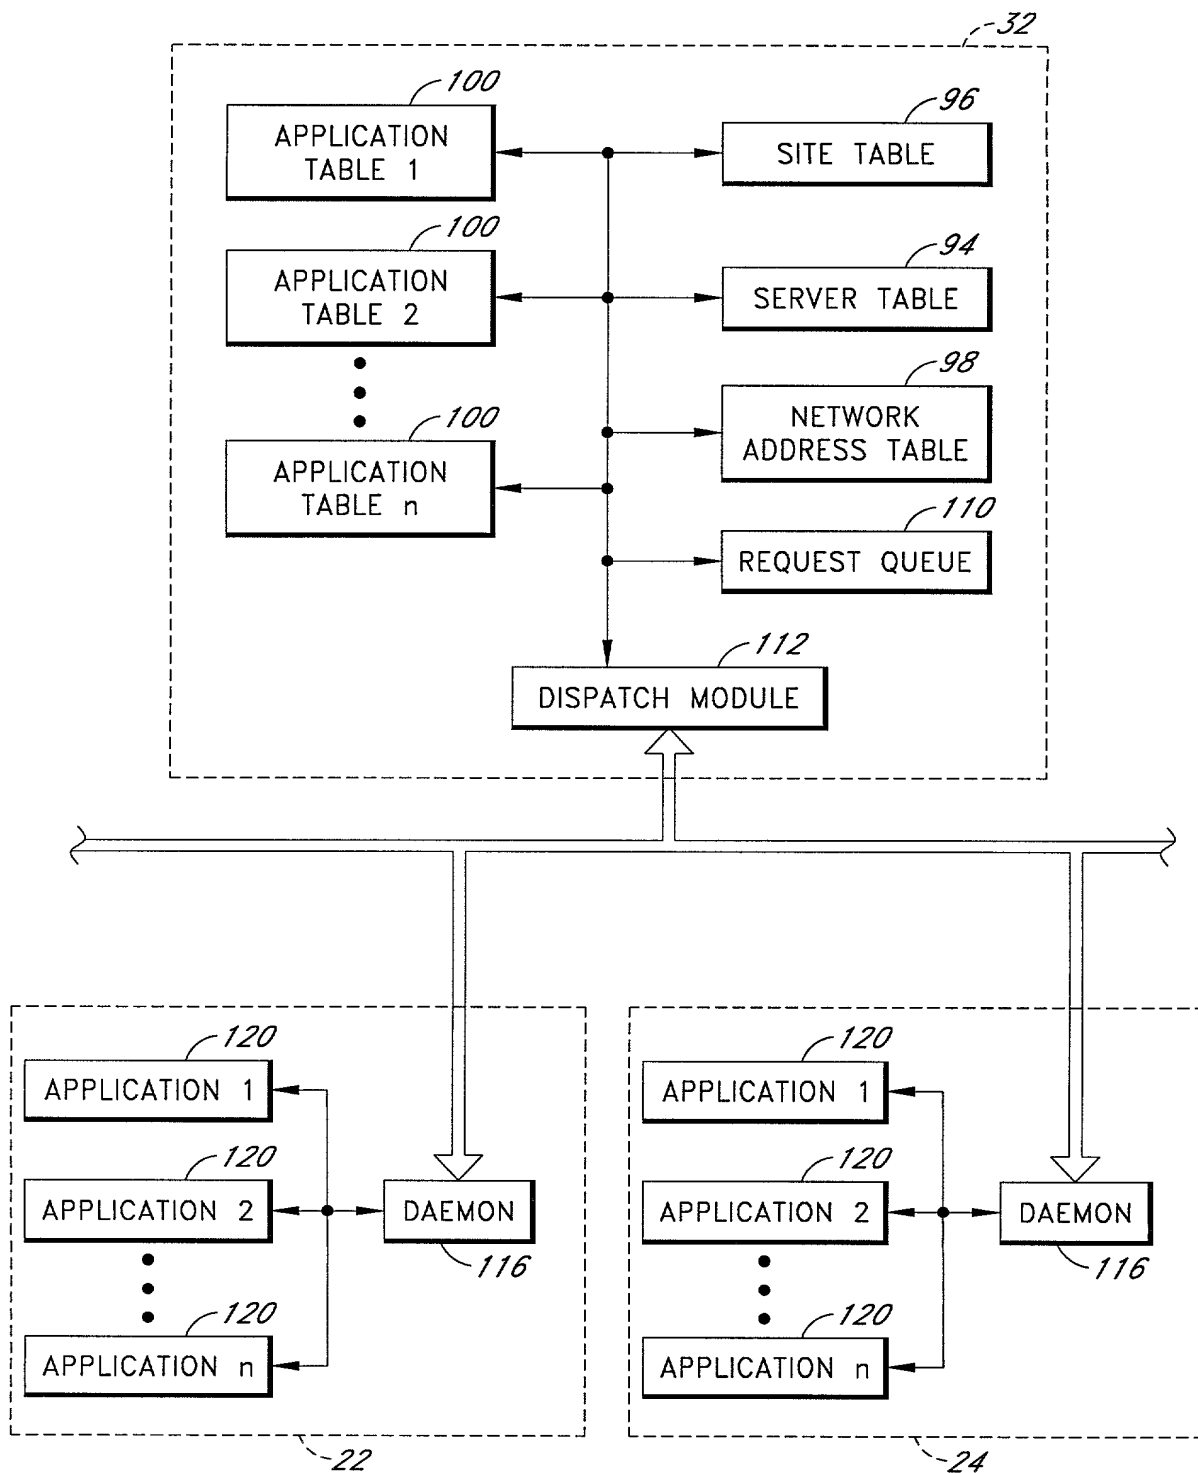 32
100
APPLICATION
TABLE 1
96
SITE TABLE
100
APPLICATION
TABLE 2
94
SERVER TABLE
98
NETWORK
ADDRESS TABLE
100
APPLICATION
TABLE n
110
REQUEST QUEUE
112
DISPATCH MODULE
120
APPLICATION 1
120
APPLICATION 2
DAEMON
116
120
APPLICATION n
22
120
APPLICATION 1
120
APPLICATION 2
DAEMON
116
120
APPLICATION n
24